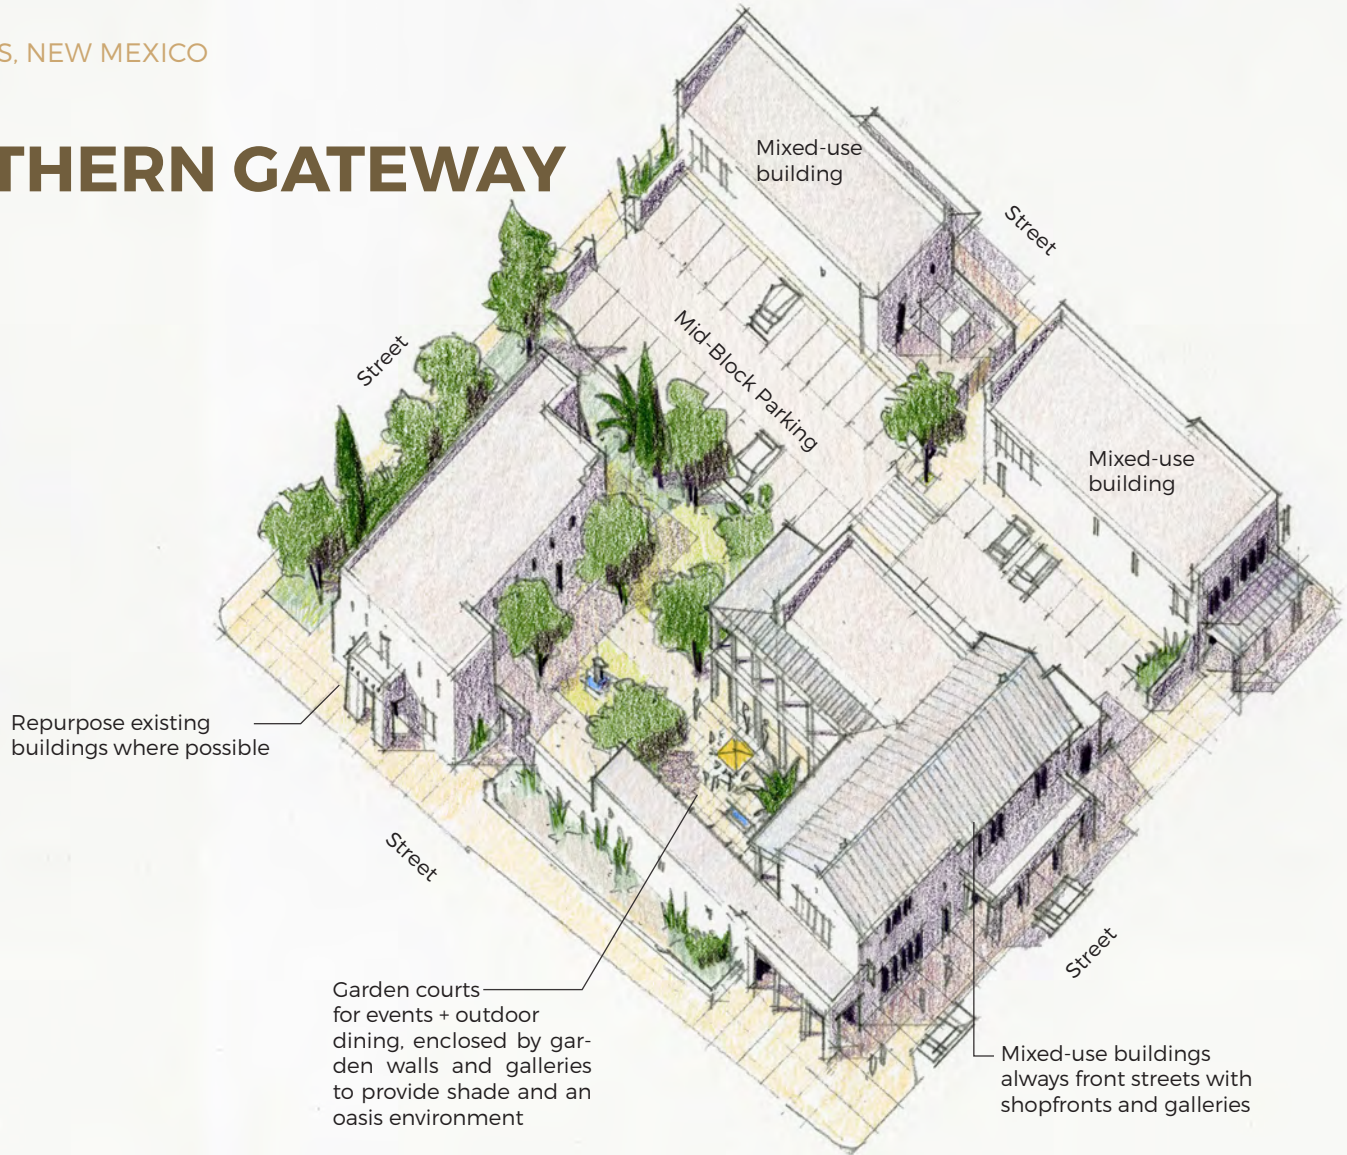 S, NEW MEXICO
THERN GATEWAY
Mixed-use
building
Street
Street
Mid-Block Parking
Mixed-use
building
Repurpose existing
buildings where possible
Street
Street
Garden courts
for events + outdoor
dining, enclosed by gar-
den walls and galleries
to provide shade and an
oasis environment
Mixed-use buildings
always front streets with
shopfronts and galleries